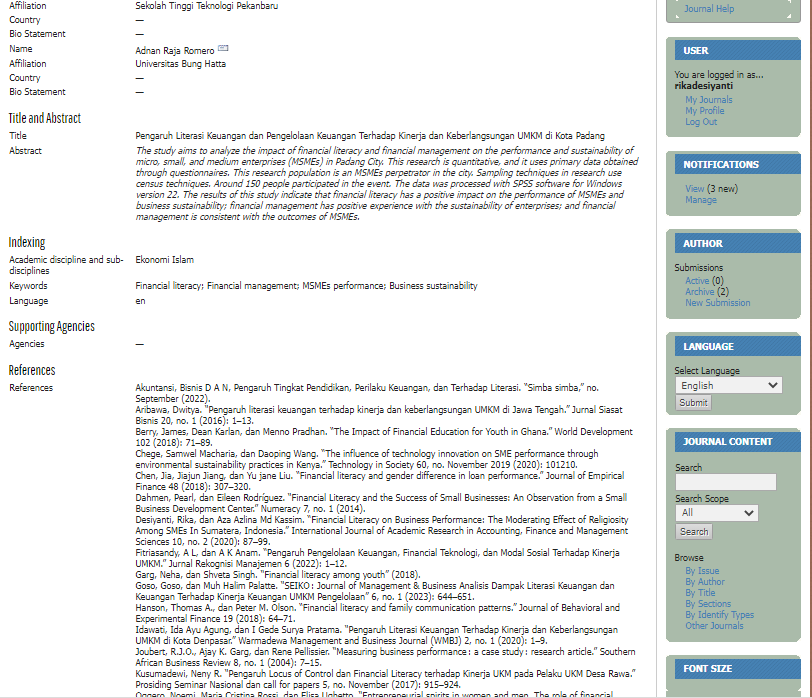 Affiliation Sekolah Tinggi Teknologi Pekanbaru
Country —
Bio Statement —
Name Adnan Raja Romero
Affiliation Universitas Bung Hatta
Country —
Bio Statement —
Title and Abstract
Title Pengaruh Literasi Keuangan dan Pengelolaan Keuangan Terhadap Kinerja dan Keberlangsungan UMKM di Kota Padang
Abstract The study aims to analyze the impact of financial literacy and financial management on the performance and sustainability of
micro, small, and medium enterprises (MSMEs) in Padang City. This research is quantitative, and it uses primary data obtained
through questionnaires. This research population is an MSMEs perpetrator in the city. Sampling techniques in research use
census techniques. Around 150 people participated in the event. The data was processed with SPSS software for Windows
version 22. The results of this study indicate that financial literacy has a positive impact on the performance of MSMEs and
business sustainability; financial management has positive experience with the sustainability of enterprises; and financial
management is consistent with the outcomes of MSMEs.
Indexing
Academic discipline and sub- Ekonomi Islam
disciplines
Keywords Financial literacy; Financial management; MSMEs performance; Business sustainability
Language en
Supporting Agencies
Agencies —
References
References Akuntansi, Bisnis D A N, Pengaruh Tingkat Pendidikan, Perilaku Keuangan, dan Terhadap Literasi. "Simba simba," no.
September (2022).
Aribawa, Dwitya. "Pengaruh literasi keuangan terhadap kinerja dan keberlangsungan UMKM di Jawa Tengah." Jurnal Siasat
Bisnis 20, no. 1 (2016): 1–13.
Berry, James, Dean Karlan, dan Menno Pradhan. "The Impact of Financial Education for Youth in Ghana." World Development
102 (2018): 71–89.
Chege, Samwel Macharia, dan Daoping Wang. "The influence of technology innovation on SME performance through
environmental sustainability practices in Kenya." Technology in Society 60, no. November 2019 (2020): 101210.
Chen, Jia, Jiajun Jiang, dan Yu jane Liu. "Financial literacy and gender difference in loan performance." Journal of Empirical
Finance 48 (2018): 307–320.
Dahmen, Pearl, dan Eileen Rodríguez. "Financial Literacy and the Success of Small Businesses: An Observation from a Small
Business Development Center." Numeracy 7, no. 1 (2014).
Desiyanti, Rika, dan Aza Azlina Md Kassim. "Financial Literacy on Business Performance: The Moderating Effect of Religiosity
Among SMEs In Sumatera, Indonesia." International Journal of Academic Research in Accounting, Finance and Management
Sciences 10, no. 2 (2020): 87–99.
Fitriasandy, A L, dan A K Anam. "Pengaruh Pengelolaan Keuangan, Financial Teknologi, dan Modal Sosial Terhadap Kinerja
UMKM." Jurnal Rekognisi Manajemen 6 (2022): 1–12.
Garg, Neha, dan Shveta Singh. "Financial literacy among youth" (2018).
Goso, Goso, dan Muh Halim Palatte. "SEIKO : Journal of Management & Business Analisis Dampak Literasi Keuangan dan
Keuangan Terhadap Kinerja Keuangan UMKM Pengelolaan" 6, no. 1 (2023): 644–651.
Hanson, Thomas A., dan Peter M. Olson. "Financial literacy and family communication patterns." Journal of Behavioral and
Experimental Finance 19 (2018): 64–71.
Idawati, Ida Ayu Agung, dan I Gede Surya Pratama. "Pengaruh Literasi Keuangan Terhadap Kinerja dan Keberlangsungan
UMKM di Kota Denpasar." Warmadewa Management and Business Journal (WMBJ) 2, no. 1 (2020): 1–9.
Joubert, R.J.O., Ajay K. Garg, dan Rene Pellissier. "Measuring business performance : a case study : research article." Southern
African Business Review 8, no. 1 (2004): 7–15.
Kusumadewi, Neny R. "Pengaruh Locus of Control dan Financial Literacy terhadap Kinerja UKM pada Pelaku UKM Desa Rawa."
Prosiding Seminar Nasional dan call for papers 5, no. November (2017): 915–924.
Oggero, Noemi, Maria Cristina Rossi, dan Elisa Ughetto. "Entrepreneurial spirits in women and men. The role of financial
Journal Help
USER
You are logged in as...
rikadesiyanti
My Journals
My Profile
Log Out
NOTIFICATIONS
View (3 new)
Manage
AUTHOR
Submissions
Active (0)
Archive (2)
New Submission
LANGUAGE
Select Language
English
Submit
JOURNAL CONTENT
Search
Search Scope
All
Search
Browse
By Issue
By Author
By Title
By Sections
By Identify Types
Other Journals
FONT SIZE